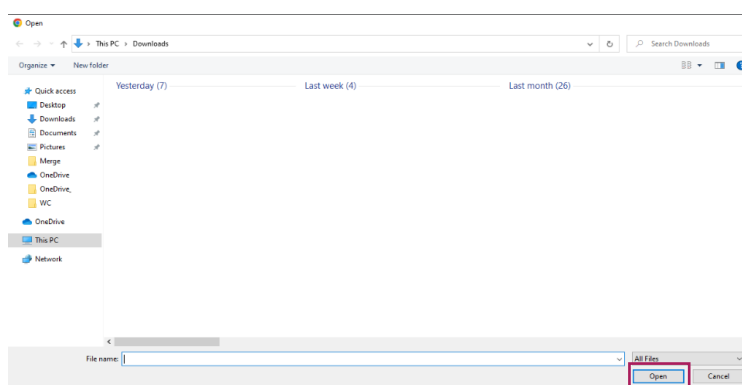 Open
This PC > Downloads
Search Downloads
Organize
New folder
Quick access
Desktop
Downloads
Documents
Pictures
Merge
OneDrive
OneDrive_
WC
OneDrive
This PC
Network
Yesterday (7)
Last week (4)
Last month (26)
File name:
All Files
Open
Cancel